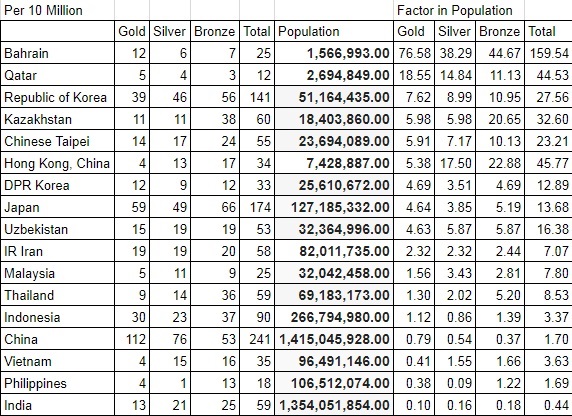 Per 10 Million Factor in Population
Gold Silver Bronze Total Population Gold Silver Bronze Total
Bahrain 12 6 7 25 1,566,993.00 76.58 38.29 44.67 159.54
Qatar 5 4 3 12 2,694,849.00 18.55 14.84 11.13 44.53
Republic of Korea 39 46 56 141 51,164,435.00 7.62 8.99 10.95 27.56
Kazakhstan 11 11 38 60 18,403,860.00 5.98 5.98 20.65 32.60
Chinese Taipei 14 17 24 55 23,694,089.00 5.91 7.17 10.13 23.21
Hong Kong, China 4 13 17 34 7,428,887.00 5.38 17.50 22.88 45.77
DPR Korea 12 9 12 33 25,610,672.00 4.69 3.51 4.69 12.89
Japan 59 49 66 174 127,185,332.00 4.64 3.85 5.19 13.68
Uzbekistan 15 19 19 53 32,364,996.00 4.63 5.87 5.87 16.38
IR Iran 19 19 20 58 82,011,735.00 2.32 2.32 2.44 7.07
Malaysia 5 11 9 25 32,042,458.00 1.56 3.43 2.81 7.80
Thailand 9 14 36 59 69,183,173.00 1.30 2.02 5.20 8.53
Indonesia 30 23 37 90 266,794,980.00 1.12 0.86 1.39 3.37
China 112 76 53 241 1,415,045,928.00 0.79 0.54 0.37 1.70
Vietnam 4 15 16 35 96,491,146.00 0.41 1.55 1.66 3.63
Philippines 4 1 13 18 106,512,074.00 0.38 0.09 1.22 1.69
India 13 21 25 59 1,354,051,854.00 0.10 0.16 0.18 0.44